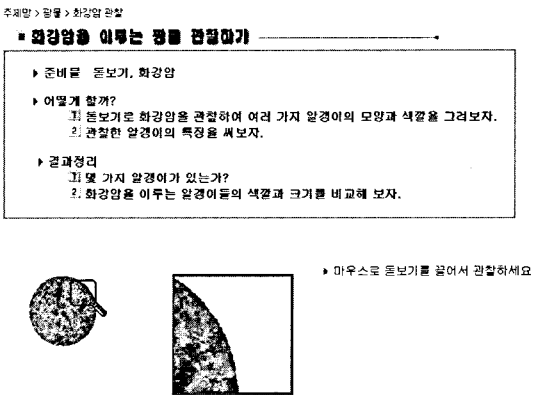 주제망 > 광물 > 화강암 관찰
화강암을 이루는 광물 관찰하기
준비물 돋보기, 화강암
어떻게 할까?
1. 돋보기로 화강암을 관찰하여 여러 가지 알갱이의 모양과 색깔을 그려보자.
2. 관찰한 알갱이의 특징을 써보자.
결과정리
1. 몇 가지 알갱이가 있는가?
2. 화강암을 이루는 알갱이들의 색깔과 크기를 비교해 보자.
마우스로 돋보기를 끌어서 관찰하세요